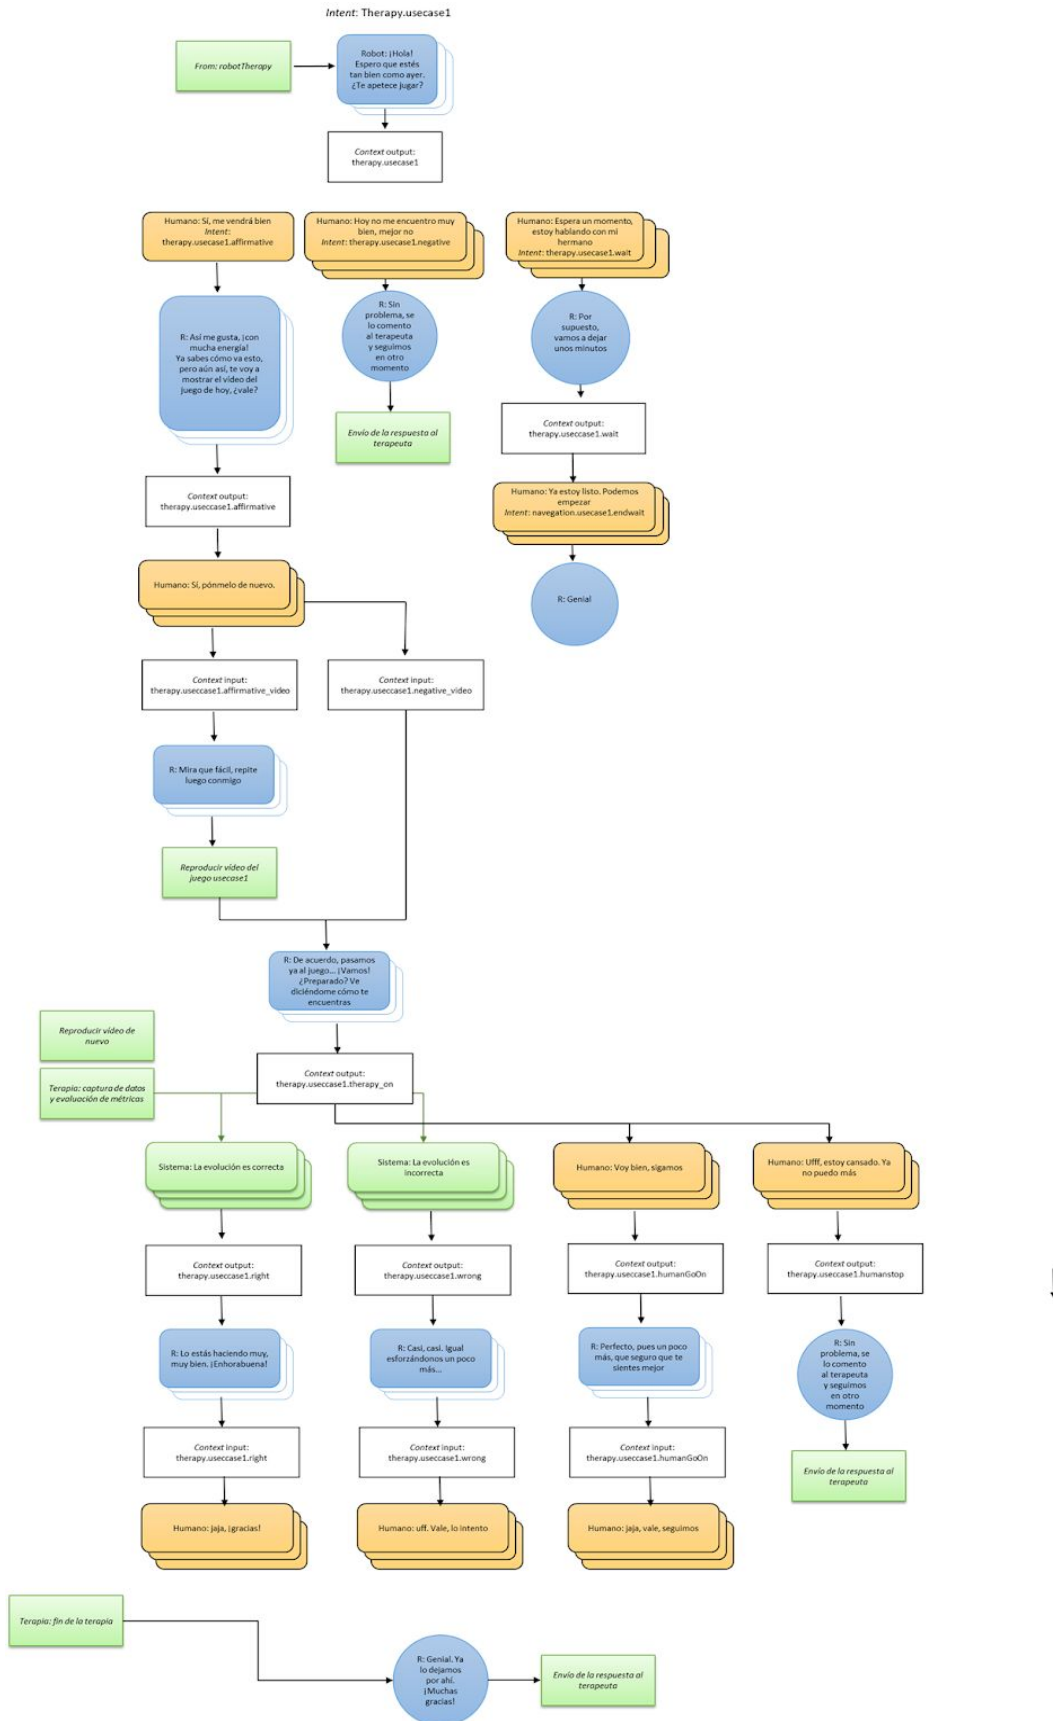 Intent: Therapy.usecase1
From: robotTherapy
Robot: ¡Hola!
Espero que estés
tan bien como ayer.
¿Te apetece jugar?
Context output:
therapy.usecase1
Humano: Sí, me vendrá bien
Intent:
therapy.usecase1.affirmative
Humano: Hoy no me encuentro muy
bien, mejor no
Intent: therapy.usecase1.negative
Humano: Espera un momento,
estoy hablando con mi
hermano
Intent: therapy.usecase1.wait
R: Así me gusta, ¡con
mucha energía!
Ya sabes cómo va esto,
pero aún así, te voy a
mostrar el vídeo del
juego de hoy, ¿vale?
R: Sin
problema, se
lo comento
al terapeuta
y seguimos
en otro
momento
R: Por
supuesto,
vamos a dejar
unos minutos
Envío de la respuesta al
terapeuta
Context output:
therapy.useccase1.wait
Context output:
therapy.useccase1.affirmative
Humano: Ya estoy listo. Podemos
empezar
Intent: navegation.usecase1.endwait
Humano: Sí, pónmelo de nuevo.
R: Genial
Context input:
therapy.useccase1.affirmative_video
Context input:
therapy.useccase1.negative_video
R: Mira que fácil, repite
luego conmigo
Reproducir vídeo del
juego usecase1
R: De acuerdo, pasamos
ya al juego... ¡Vamos!
¿Preparado? Ve
diciéndome cómo te
encuentras
Reproducir vídeo de
nuevo
Context output:
therapy.useccase1.therapy_on
Terapia: captura de datos
y evaluación de métricas
Sistema: La evolución es correcta
Sistema: La evolución es
incorrecta
Humano: Voy bien, sigamos
Humano: Ufff, estoy cansado. Ya
no puedo más
Context output:
therapy.useccase1.right
Context output:
therapy.useccase1.wrong
Context output:
therapy.useccase1.humanGoOn
Context output:
therapy.useccase1.humanstop
R: Lo estás haciendo muy,
muy bien. ¡Enhorabuena!
R: Casi, casi. Igual
esforzándonos un poco
más...
R: Perfecto, pues un poco
más, que seguro que te
sientes mejor
R: Sin
problema, se
lo comento
al terapeuta
y seguimos
en otro
momento
Context input:
therapy.useccase1.right
Context input:
therapy.useccase1.wrong
Context input:
therapy.useccase1.humanGoOn
Envío de la respuesta al
terapeuta
Humano: jaja, ¡gracias!
Humano: uff. Vale, lo intento
Humano: jaja, vale, seguimos
Terapia: fin de la terapia
R: Genial. Ya
lo dejamos
por ahí.
¡Muchas
gracias!
Envío de la respuesta al
terapeuta